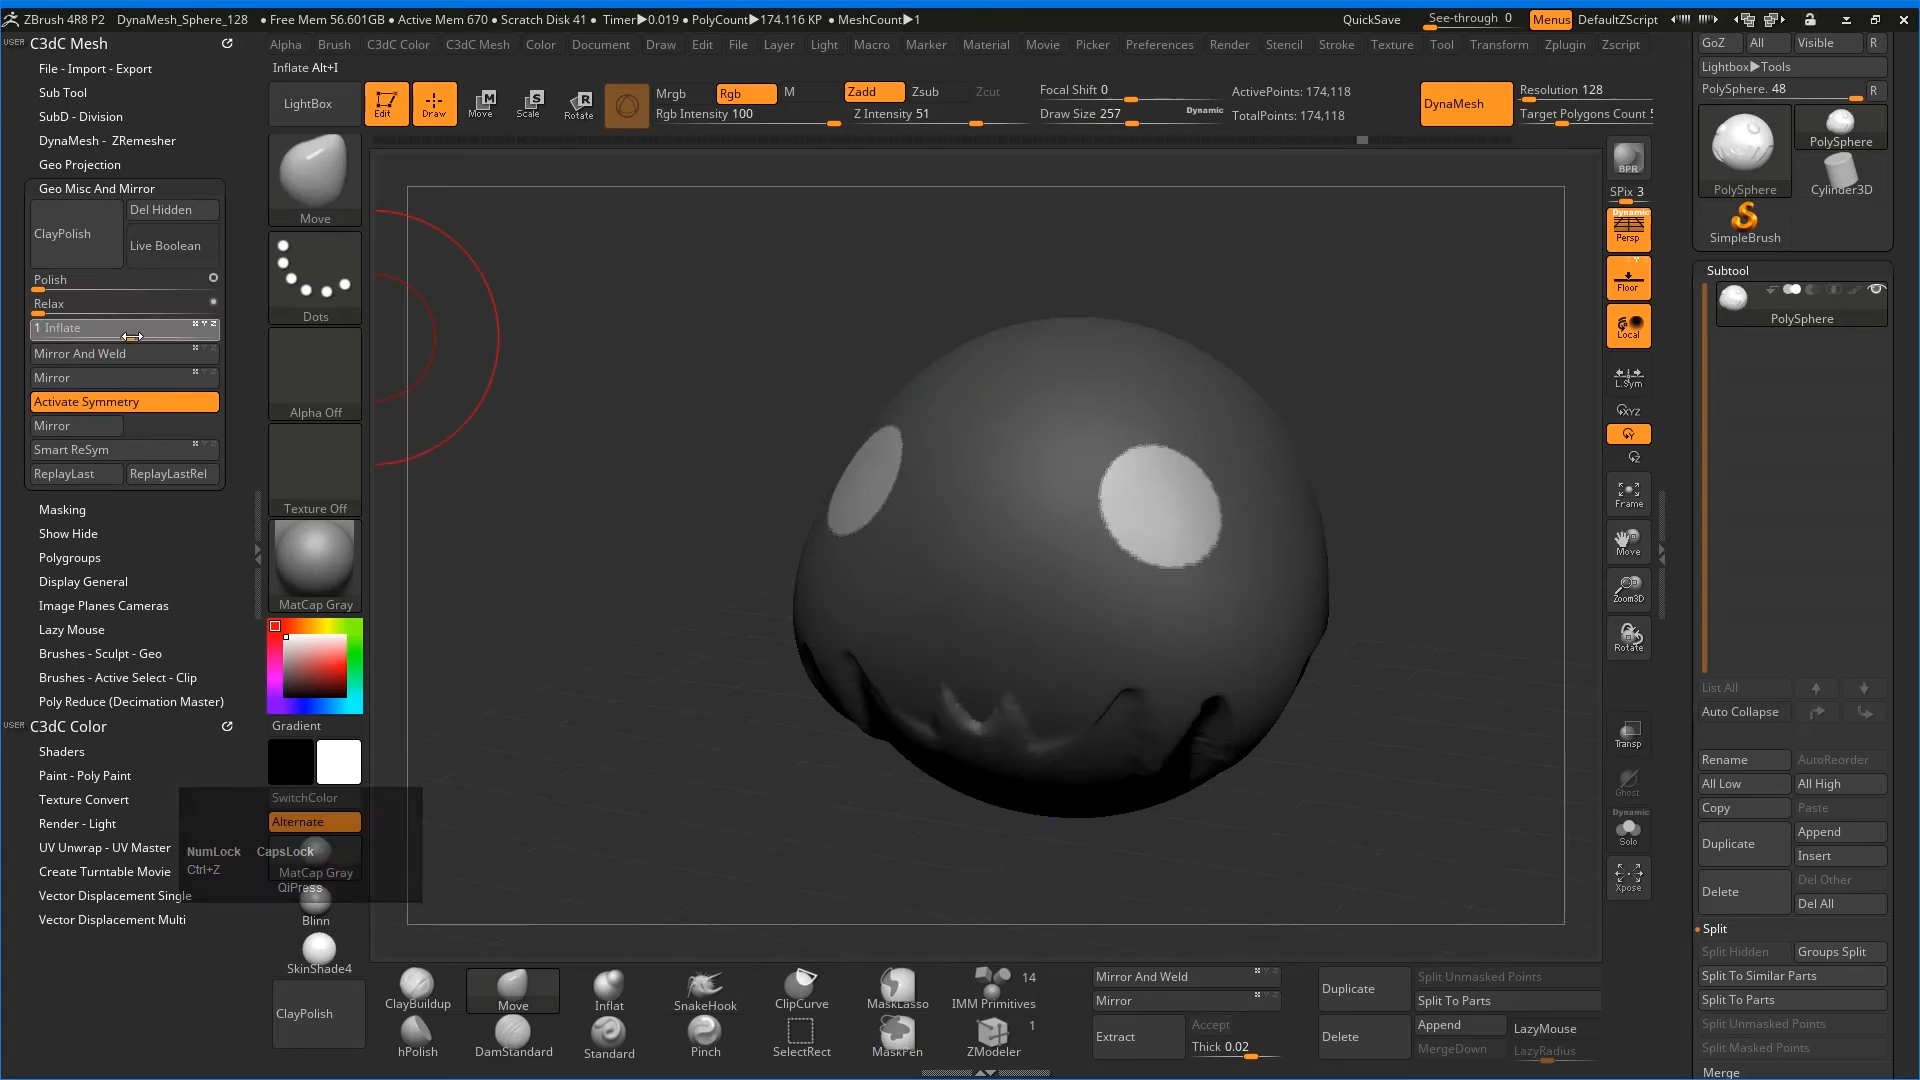 ZBrush 4R8 P2 DynaMesh_Sphere_128 ● Free Mem 56.601GB ● Active Mem 670 ● Scratch Disk 41 ● Timer▶0.019 ● PolyCount▶174.116 KP ● MeshCount▶1
QuickSave See-through 0 Menus DefaultZScript
USER C3dC Mesh
File - Import - Export
Sub Tool
SubD - Division
DynaMesh - ZRemesher
Geo Projection
Geo Misc And Mirror
ClayPolish
Del Hidden
Live Boolean
Polish
Relax
1 Inflate
Mirror And Weld
Mirror
Activate Symmetry
Mirror
Smart ReSym
ReplayLast ReplayLastRel
Masking
Show Hide
Polygroups
Display General
Image Planes Cameras
Lazy Mouse
Brushes - Sculpt - Geo
Brushes - Active Select - Clip
Poly Reduce (Decimation Master)
USER C3dC Color
Shaders
Paint - Poly Paint
Texture Convert
Render - Light
UV Unwrap - UV Master
Create Turntable Movie
Vector Displacement Single
Vector Displacement Multi
NumLock CapsLock
Ctrl+Z
QiPress
Alpha Brush C3dC Color C3dC Mesh Color Document Draw Edit File Layer Light Macro Marker Material Movie Picker Preferences Render Stencil Stroke Texture Tool Transform Zplugin Zscript
Inflate Alt+I
LightBox
Edit
Draw
Move
Scale
Rotate
Mrgb Rgb M
Rgb Intensity 100
Zadd Zsub Zcut
Z Intensity 51
Focal Shift 0
Draw Size 257 Dynamic
ActivePoints: 174,118
TotalPoints: 174,118
DynaMesh
Resolution 128
Target Polygons Count 5
Move
Dots
Alpha Off
Texture Off
MatCap Gray
Gradient
SwitchColor
Alternate
MatCap Gray
Blinn
SkinShade4
ClayPolish
BPR
SPix 3
Dynamic
Persp
Floor
Local
L.Sym
XYZ
Y
Z
Frame
Move
Zoom3D
Rotate
Transp
Ghost
Dynamic
Solo
Xpose
GoZ All Visible R
Lightbox▶Tools
PolySphere. 48 R
PolySphere
PolySphere
Cylinder3D
SimpleBrush
Subtool
PolySphere
List All
Auto Collapse
Rename AutoReorder
All Low All High
Copy Paste
Duplicate
Append
Insert
Delete
Del Other
Del All
Split
Split Hidden Groups Split
Split To Similar Parts
Split To Parts
Split Unmasked Points
Split Masked Points
Merge
ClayBuildup Move Inflat SnakeHook ClipCurve MaskLasso IMM Primitives 14
hPolish DamStandard Standard Pinch SelectRect MaskPen ZModeler 1
Mirror And Weld
Mirror
Extract
Accept
Thick 0.02
Duplicate
Delete
Split Unmasked Points
Split To Parts
Append LazyMouse
MergeDown LazyRadius